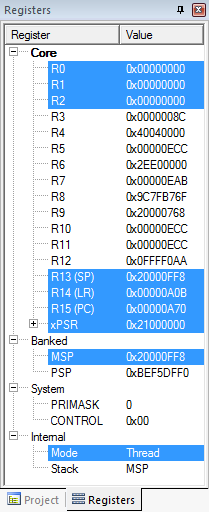 Registers
Register Value
Core
R0 0x00000000
R1 0x00000000
R2 0x00000000
R3 0x0000008C
R4 0x40040000
R5 0x00000ECC
R6 0x2EE00000
R7 0x00000EAB
R8 0x9C7FB76F
R9 0x20000768
R10 0x00000ECC
R11 0x00000ECC
R12 0x0FFFF0AA
R13 (SP) 0x20000FF8
R14 (LR) 0x00000A0B
R15 (PC) 0x00000A70
xPSR 0x21000000
Banked
MSP 0x20000FF8
PSP 0xBEF5DFF0
System
PRIMASK 0
CONTROL 0x00
Internal
Mode Thread
Stack MSP
Project Registers